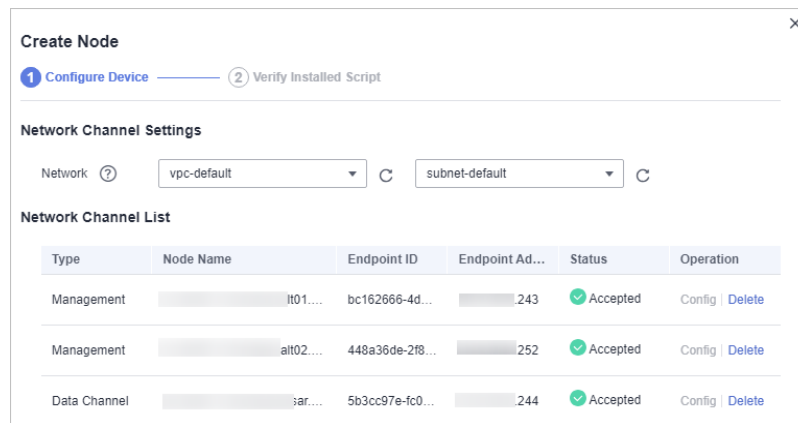 Create Node
1 Configure Device 2 Verify Installed Script
Network Channel Settings
Network ? vpc-default subnet-default
Network Channel List
Type Node Name Endpoint ID Endpoint Ad... Status Operation
Management lt01.... bc162666-4d... .243 Accepted Config | Delete
Management alt02.... 448a36de-2f8... .252 Accepted Config | Delete
Data Channel sar.... 5b3cc97e-fc0... .244 Accepted Config | Delete